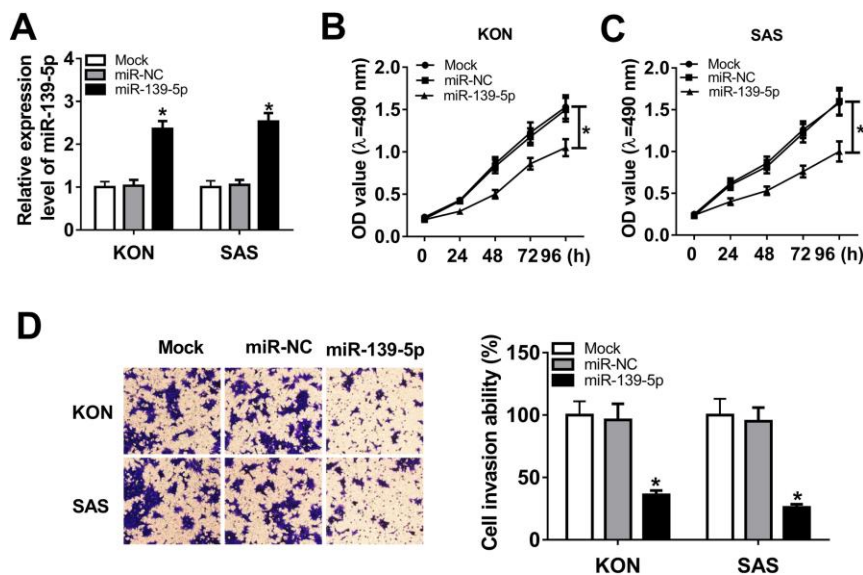 A
Relative expression
level of miR-139-5p
4
3
2
1
0
Mock
miR-NC
miR-139-5p
*
*
KON
SAS
B
KON
OD value (λ=490 nm)
2.0
1.5
1.0
0.5
0.0
Mock
miR-NC
miR-139-5p
*
0 24 48 72 96 (h)
C
SAS
OD value (λ=490 nm)
2.0
1.5
1.0
0.5
0.0
Mock
miR-NC
miR-139-5p
*
0 24 48 72 96 (h)
D
Mock miR-NC miR-139-5p
KON
SAS
Cell invasion ability (%)
150
100
50
0
Mock
miR-NC
miR-139-5p
*
*
KON
SAS